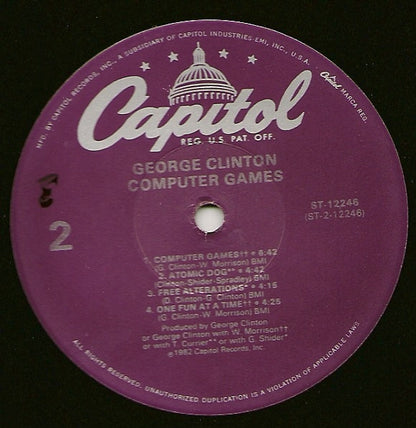 MFG. BY CAPITOL RECORDS, INC., A SUBSIDIARY OF CAPITOL INDUSTRIES-EMI, INC., U.S.A.
Capitol MARCA REG.
Capitol
REG. U.S. PAT. OFF.
GEORGE CLINTON
COMPUTER GAMES
ST-12246
(ST-2-12246)
2
1. COMPUTER GAMES†† • 6:42
(G. Clinton-W. Morrison) BMI
2. ATOMIC DOG** • 4:42
(Clinton-Shider-Spradley) BMI
3. FREE ALTERATIONS* • 4:15
(D. Clinton-G. Clinton) BMI
4. ONE FUN AT A TIME†† • 4:25
(G. Clinton-W. Morrison) BMI
Produced by George Clinton
or George Clinton with W. Morrison††
or with T. Currier** or with G. Shider*
℗1982 Capitol Records, Inc.
ALL RIGHTS RESERVED. UNAUTHORIZED DUPLICATION IS A VIOLATION OF APPLICABLE LAWS.